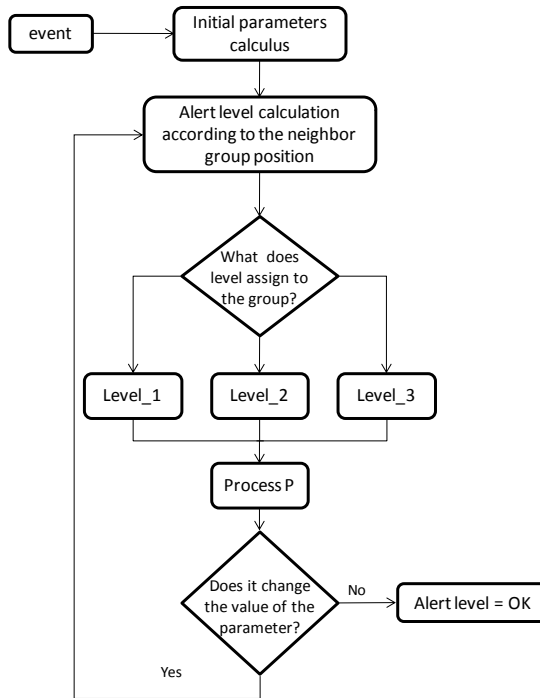 event
Initial parameters
calculus
Alert level calculation
according to the neighbor
group position
What does
level assign to
the group?
Level_1
Level_2
Level_3
Process P
Does it change
the value of the
parameter?
No
Alert level = OK
Yes